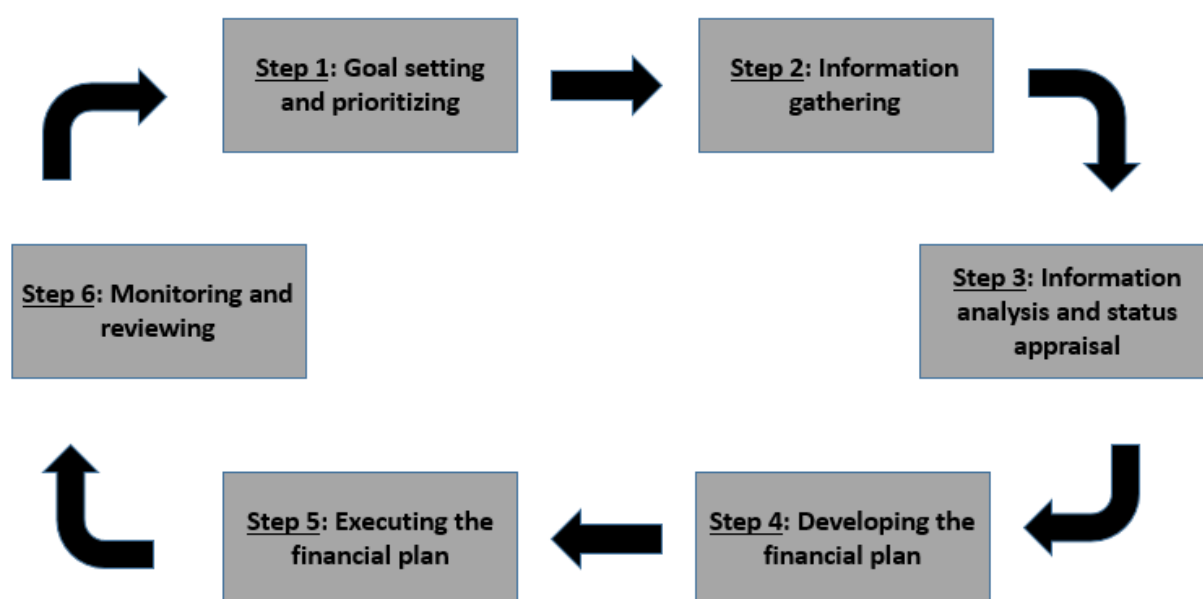 Step 1: Goal setting
and prioritizing
Step 2: Information
gathering
Step 3: Information
analysis and status
appraisal
Step 4: Developing the
financial plan
Step 5: Executing the
financial plan
Step 6: Monitoring and
reviewing